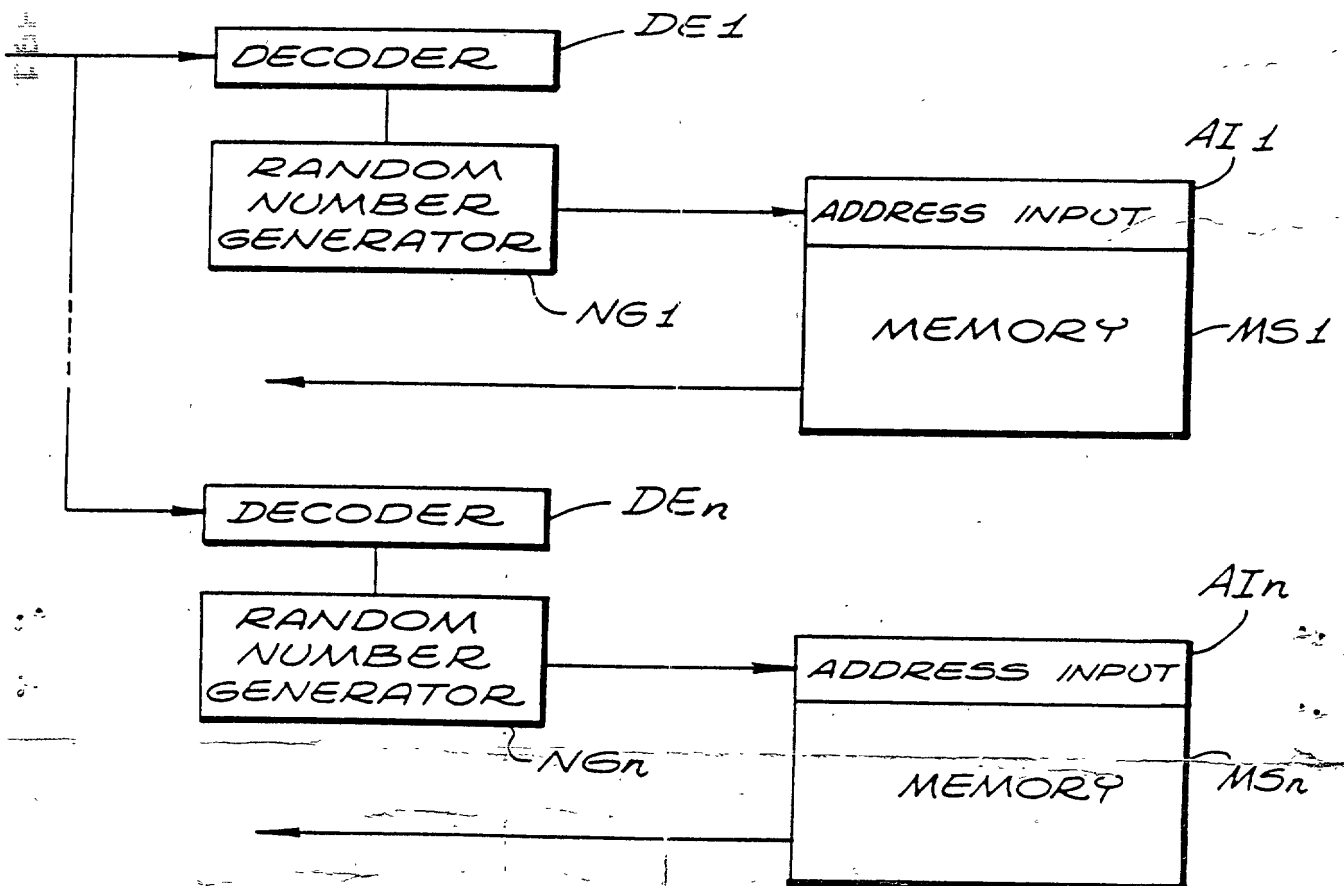 DE1
DECODER
RANDOM
NUMBER
GENERATOR
NG1
AI1
ADDRESS INPUT
MEMORY
MS1
DECODER
DEn
RANDOM
NUMBER
GENERATOR
NGn
AIn
ADDRESS INPUT
MEMORY
MSn